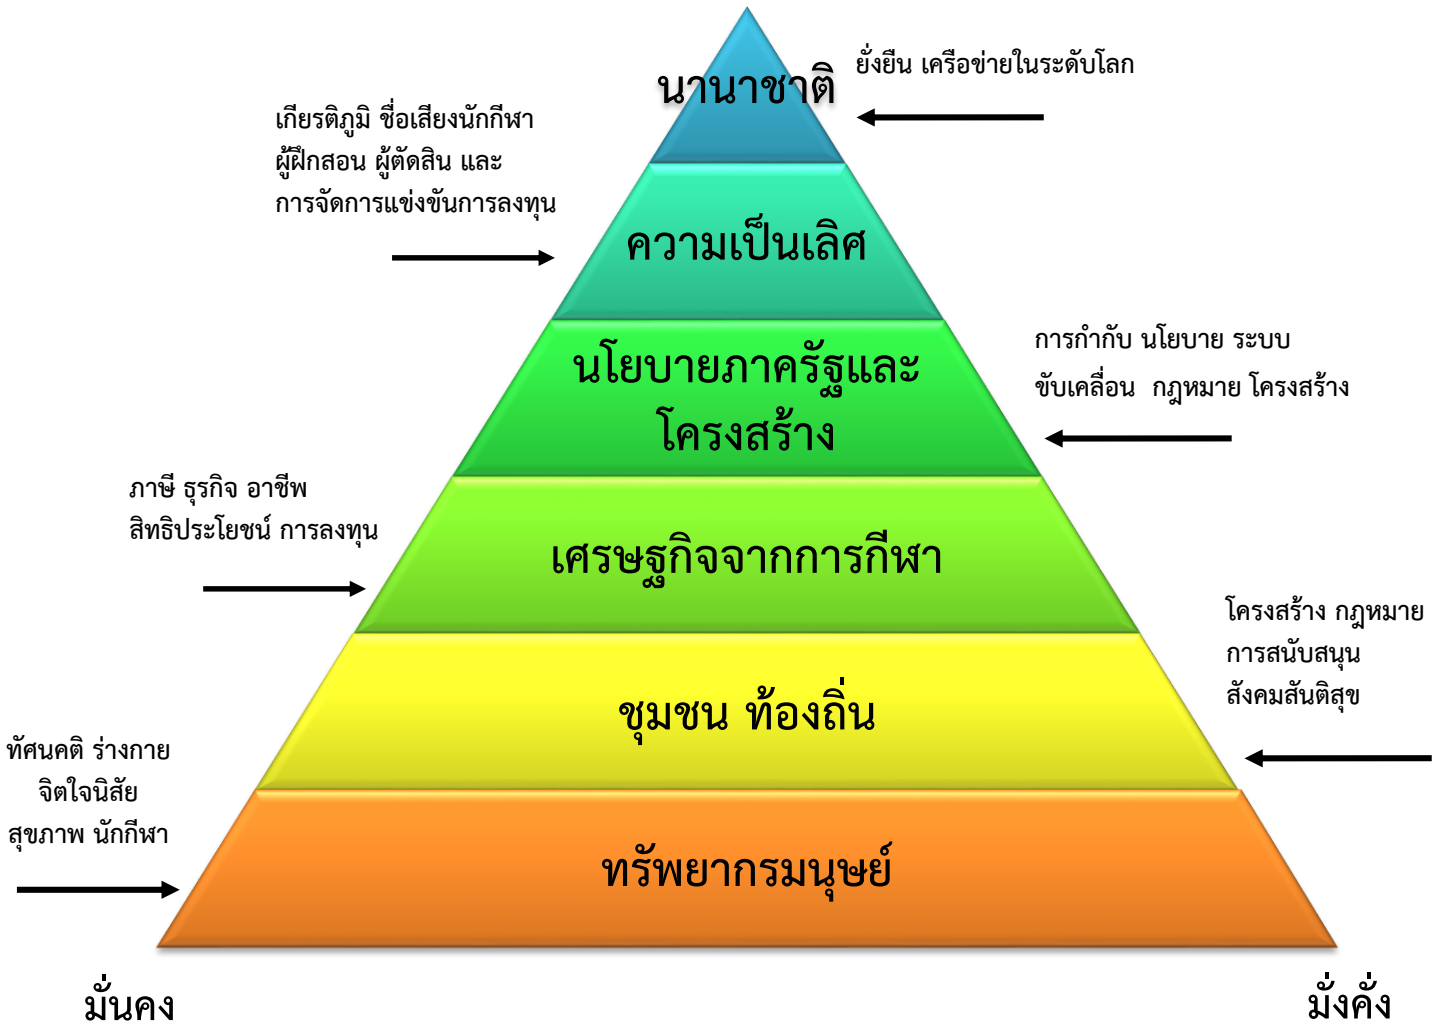 นานาชาติ
ยั่งยืน เครือข่ายในระดับโลก
เกียรติภูมิ ชื่อเสียงนักกีฬา
ผู้ฝึกสอน ผู้ตัดสิน และ
การจัดการแข่งขันการลงทุน
ความเป็นเลิศ
การกำกับ นโยบาย ระบบ
ขับเคลื่อน กฎหมาย โครงสร้าง
นโยบายภาครัฐและ
โครงสร้าง
ภาษี ธุรกิจ อาชีพ
สิทธิประโยชน์ การลงทุน
เศรษฐกิจจากการกีฬา
โครงสร้าง กฎหมาย
การสนับสนุน
สังคมสันติสุข
ชุมชน ท้องถิ่น
ทัศนคติ ร่างกาย
จิตใจนิสัย
สุขภาพ นักกีฬา
ทรัพยากรมนุษย์
มั่นคง
มั่งคั่ง